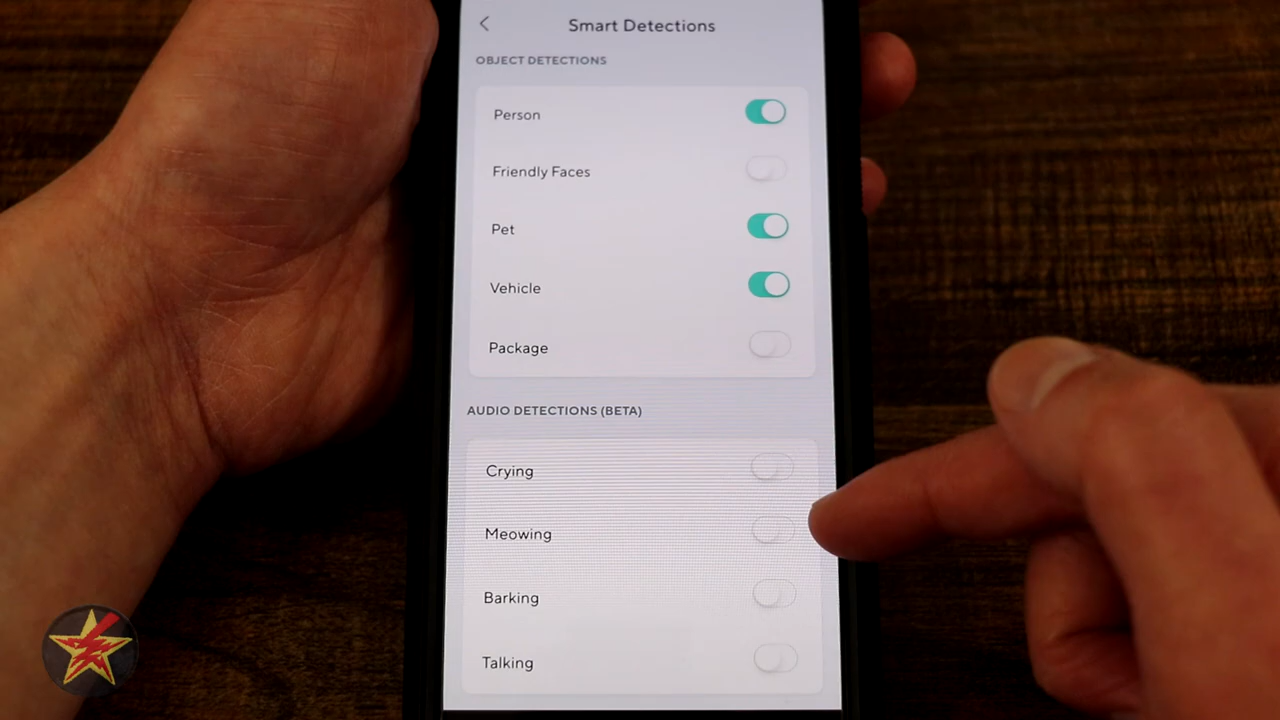 Smart Detections
OBJECT DETECTIONS
Person
Friendly Faces
Pet
Vehicle
Package
AUDIO DETECTIONS (BETA)
Crying
Meowing
Barking
Talking